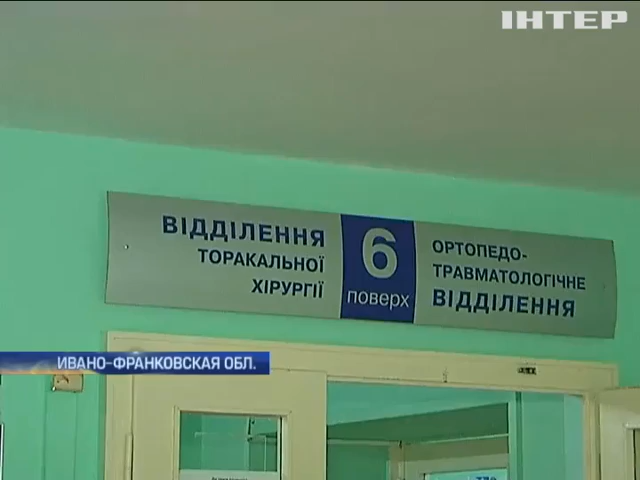 ІНТЕР
ВІДДІЛЕННЯ
ТОРАКАЛЬНОЇ
ХІРУРГІЇ
6
поверх
ОРТОПЕДО-
ТРАВМАТОЛОГІЧНЕ
ВІДДІЛЕННЯ
ИВАНО-ФРАНКОВСКАЯ ОБЛ.